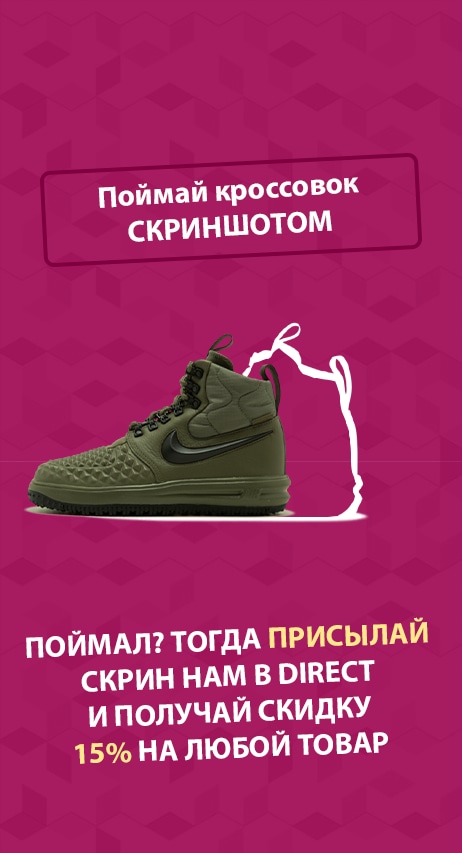 Поймай кроссовок
СКРИНШОТОМ
ПОЙМАЛ? ТОГДА ПРИСЫЛАЙ
СКРИН НАМ В DIRECT
И ПОЛУЧАЙ СКИДКУ
15% НА ЛЮБОЙ ТОВАР